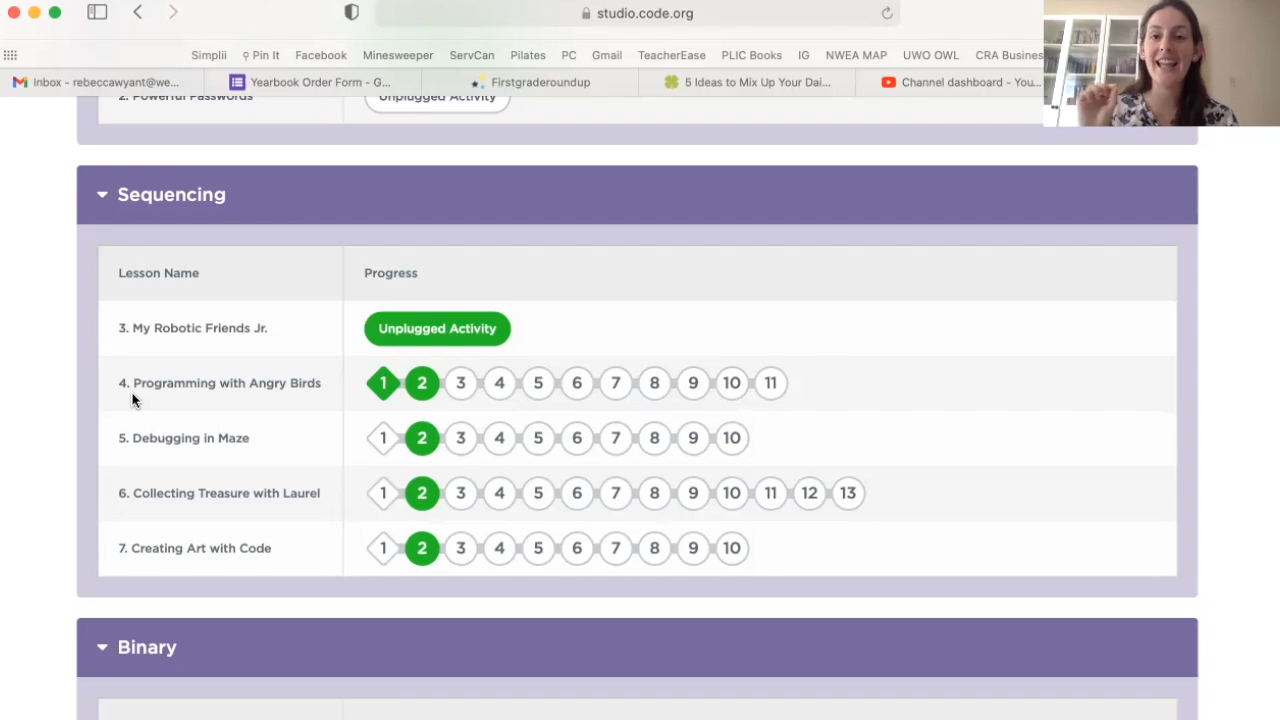 studio.code.org
Simplii Pin It Facebook Minesweeper ServCan Pilates PC Gmail TeacherEase PLIC Books IG NWEA MAP UWO OWL CRA Busines
Inbox - rebeccawyant@we... Yearbook Order Form - G... Firstgraderoundup 5 Ideas to Mix Up Your Dai... Channel dashboard - You...
2. Powerful Passwords Unplugged Activity
Sequencing
Lesson Name Progress
3. My Robotic Friends Jr. Unplugged Activity
4. Programming with Angry Birds 1 2 3 4 5 6 7 8 9 10 11
5. Debugging in Maze 1 2 3 4 5 6 7 8 9 10
6. Collecting Treasure with Laurel 1 2 3 4 5 6 7 8 9 10 11 12 13
7. Creating Art with Code 1 2 3 4 5 6 7 8 9 10
Binary